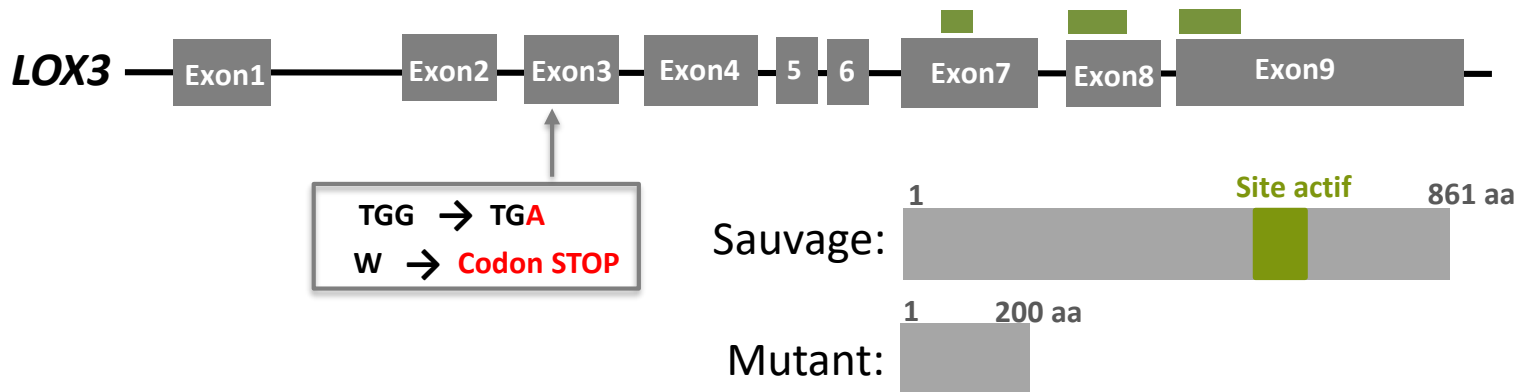 LOX3
Exon1
Exon2
Exon3
Exon4
5
6
Exon7
Exon8
Exon9
TGG → TGA
W → Codon STOP
1
Site actif
861 aa
Sauvage:
1
200 aa
Mutant: